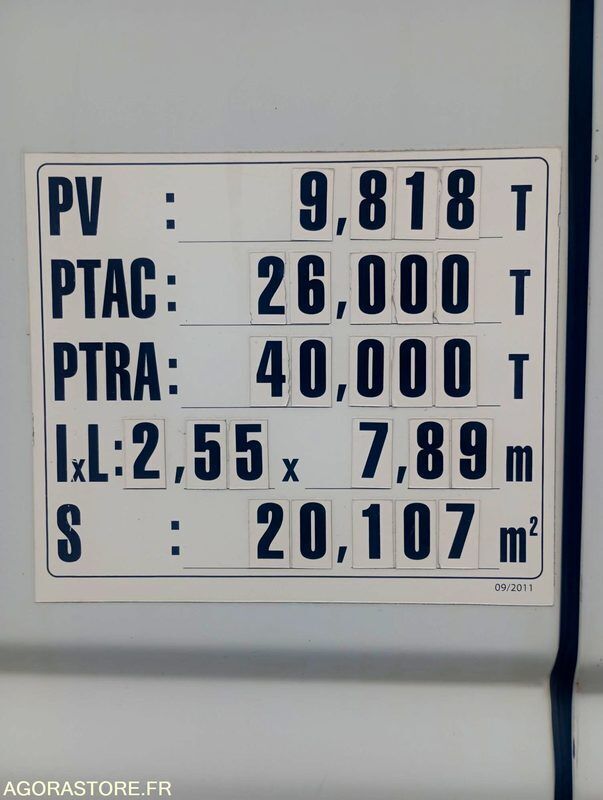 PV : 9,818 T
PTAC : 26,000 T
PTRA : 40,000 T
lxL : 2,55 x 7,89 m
S : 20,107 m²
09/2011
AGORASTORE.FR